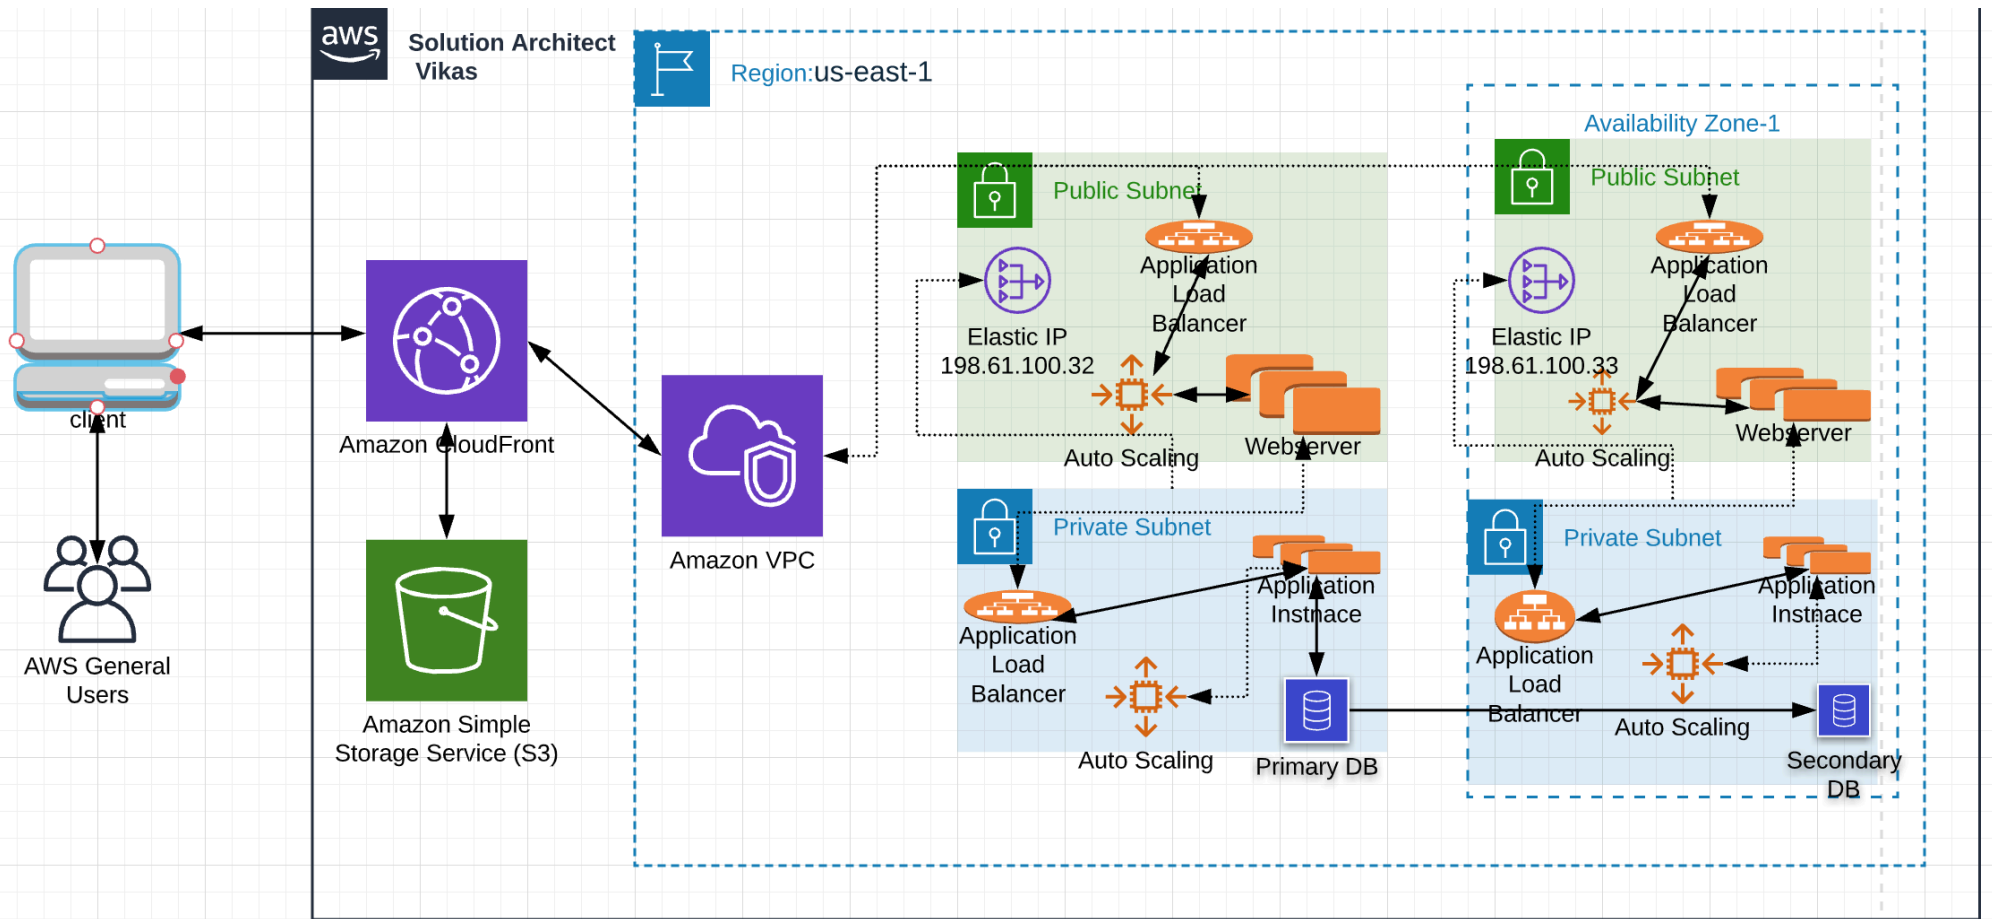 aws
Solution Architect
Vikas
Region:us-east-1
Availability Zone-1
Public Subnet
Application
Load
Balancer
Elastic IP
198.61.100.32
Auto Scaling
Webserver
Public Subnet
Application
Load
Balancer
Elastic IP
198.61.100.33
Auto Scaling
Webserver
client
Amazon CloudFront
Amazon VPC
AWS General
Users
Amazon Simple
Storage Service (S3)
Private Subnet
Application
Instnace
Application
Load
Balancer
Auto Scaling
Primary DB
Private Subnet
Application
Instnace
Application
Load
Balancer
Auto Scaling
Secondary
DB